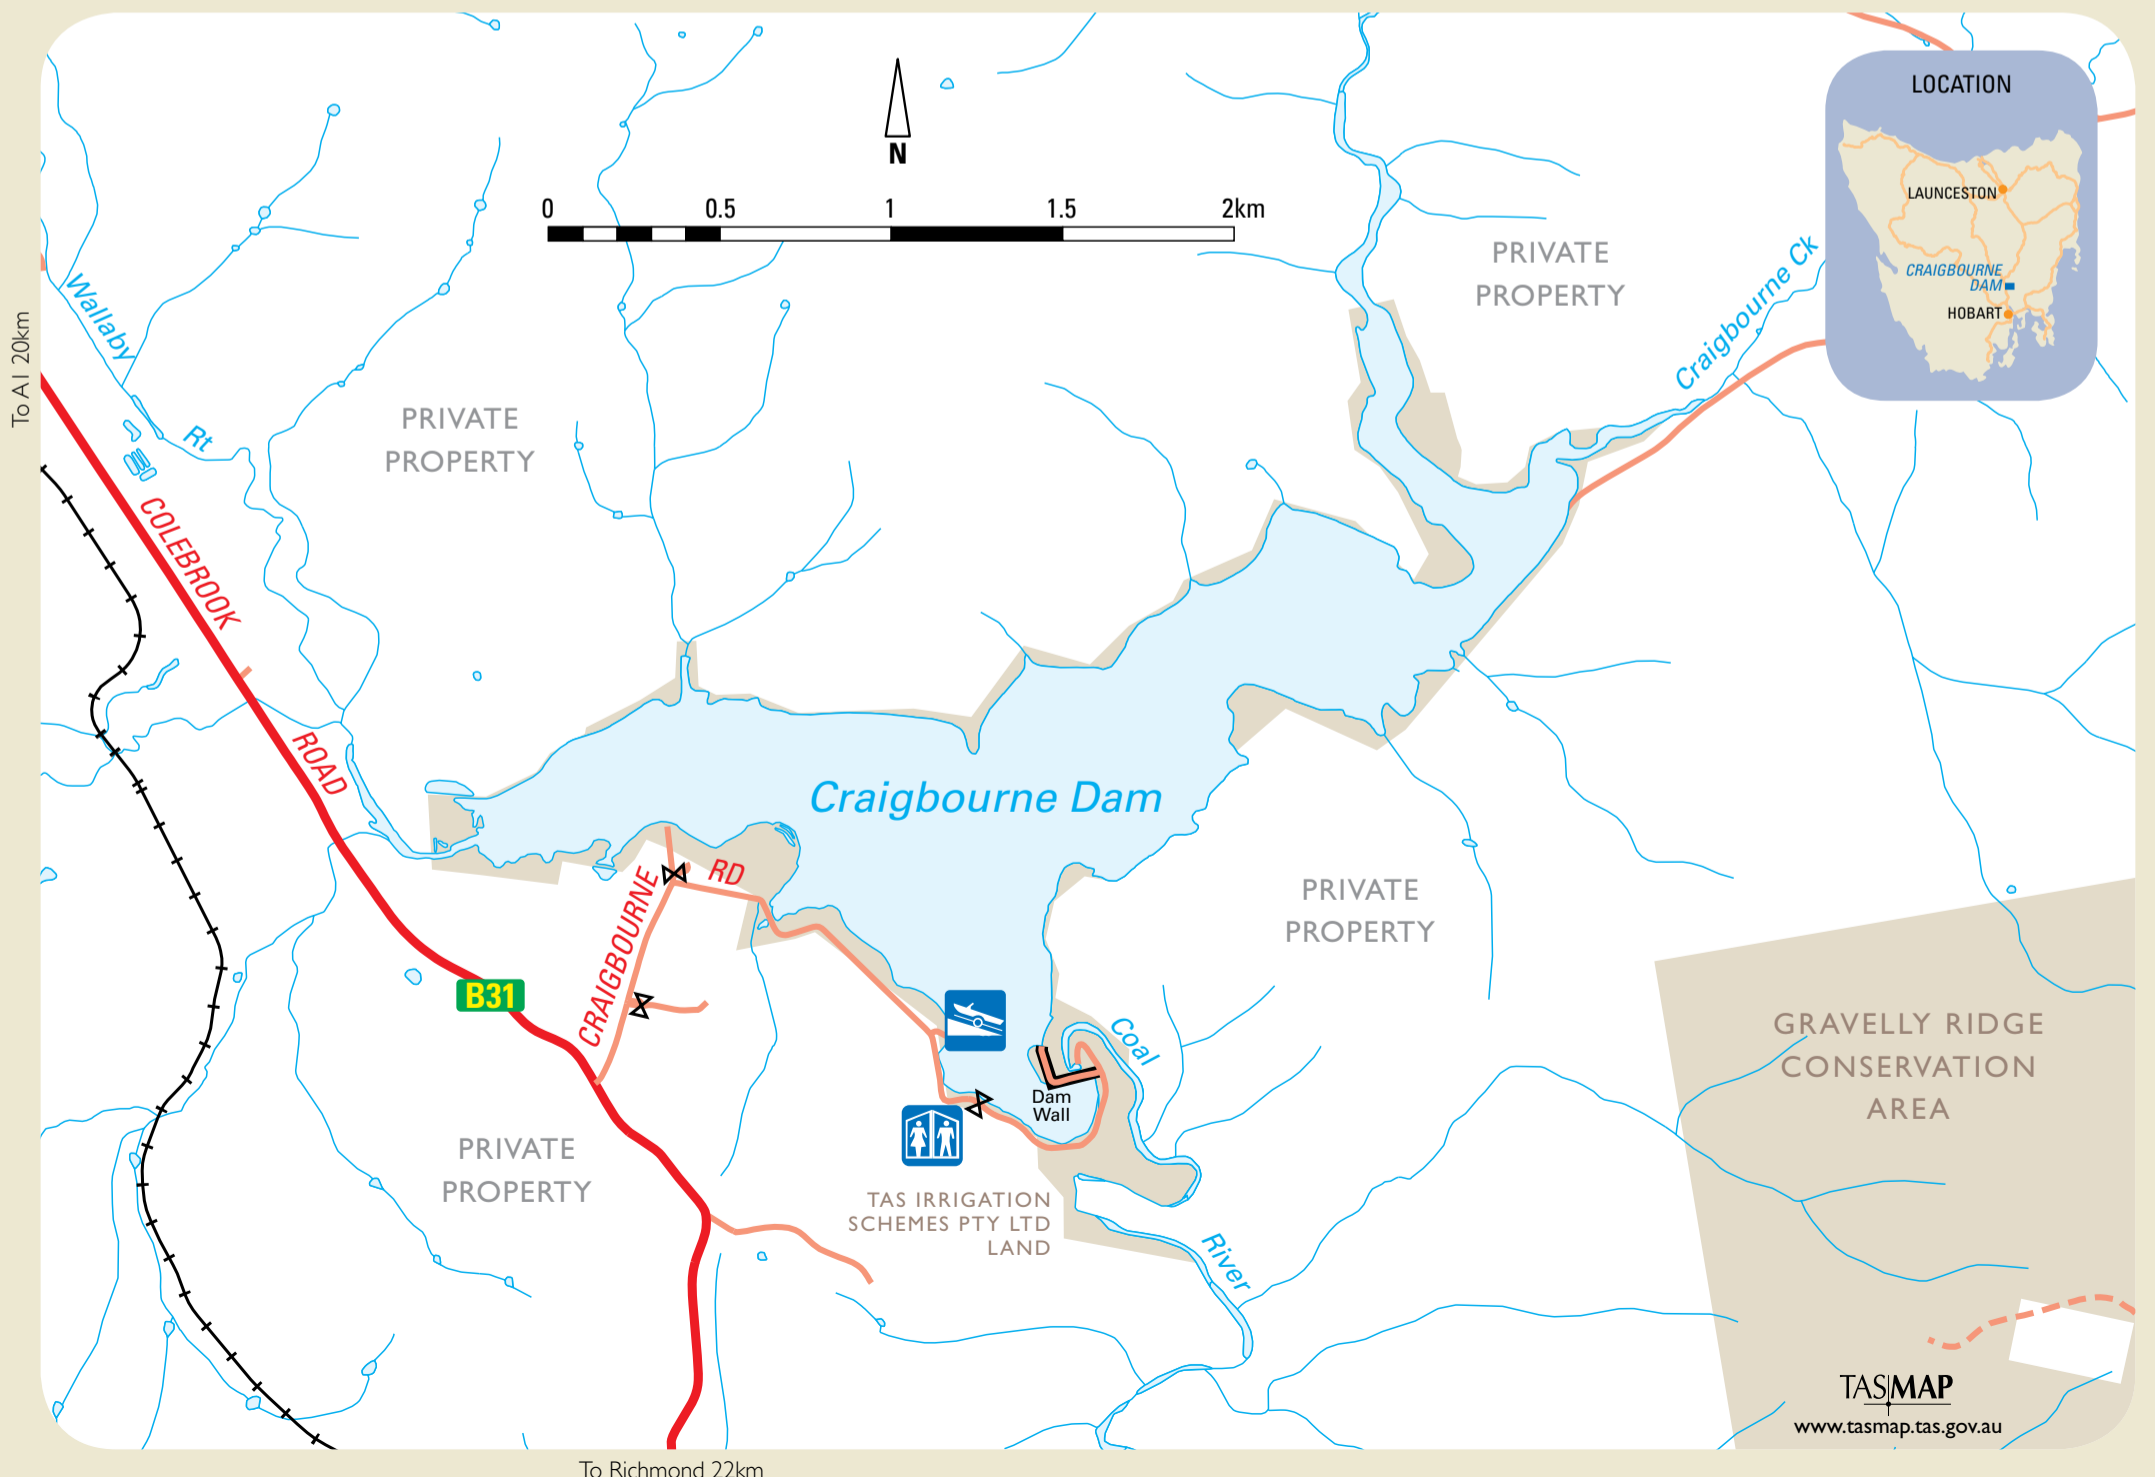 LOCATION
LAUNCESTON
CRAIGBOURNE
DAM
HOBART
N
0 0.5 1 1.5 2km
PRIVATE
PROPERTY
Craigbourne Ck
Wallaby
Rt
To A1 20km
PRIVATE
PROPERTY
COLEBROOK
ROAD
Craigbourne Dam
CRAIGBOURNE
RD
B31
PRIVATE
PROPERTY
Coal
River
Dam
Wall
GRAVELLY RIDGE
CONSERVATION
AREA
PRIVATE
PROPERTY
TAS IRRIGATION
SCHEMES PTY LTD
LAND
TASMAP
www.tasmap.tas.gov.au
To Richmond 22km